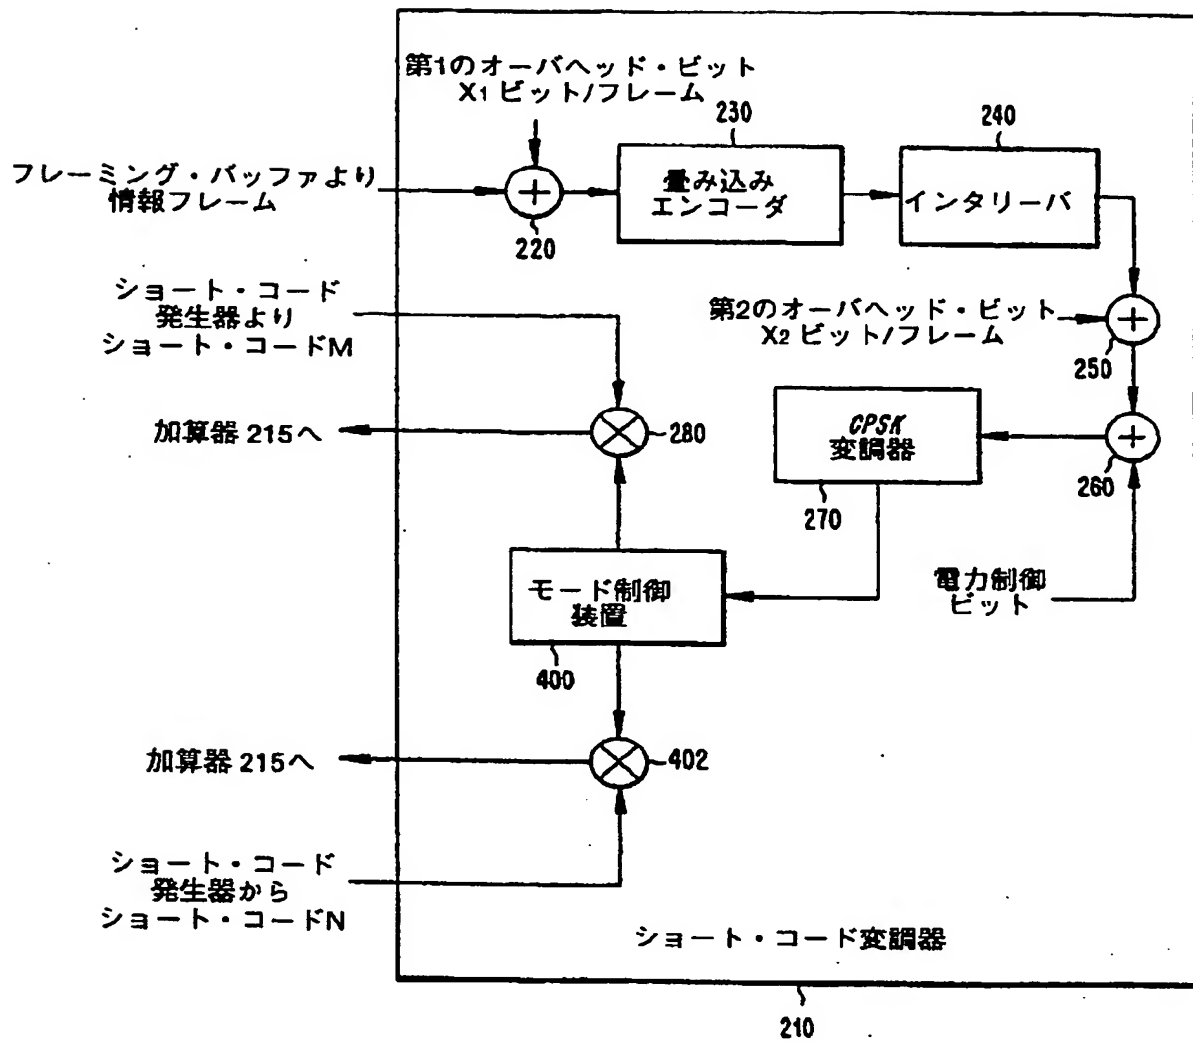 第1のオーバヘッド・ビット
X1 ビット/フレーム
230
240
フレーミング・バッファより
情報フレーム
220
畳み込み
エンコーダ
インタリーバ
ショート・コード
発生器より
ショート・コードM
第2のオーバヘッド・ビット
X2 ビット/フレーム
250
加算器 215へ
280
CPSK
変調器
270
260
モード制御
装置
400
電力制御
ビット
加算器 215へ
402
ショート・コード
発生器から
ショート・コードN
ショート・コード変調器
210